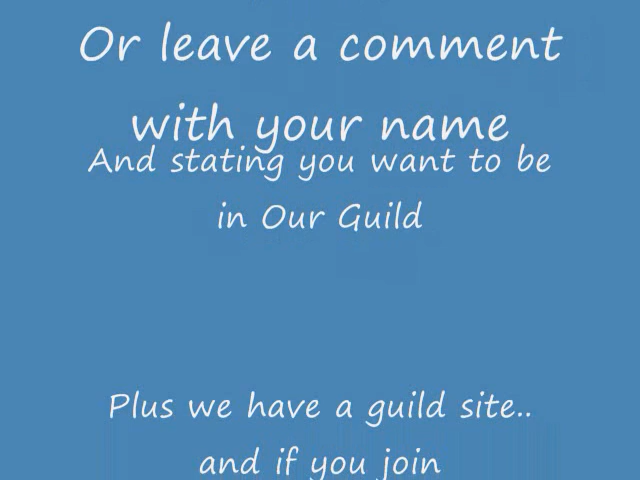 Or leave a comment
with your name
And stating you want to be
in Our Guild
Plus we have a guild site..
and if you join